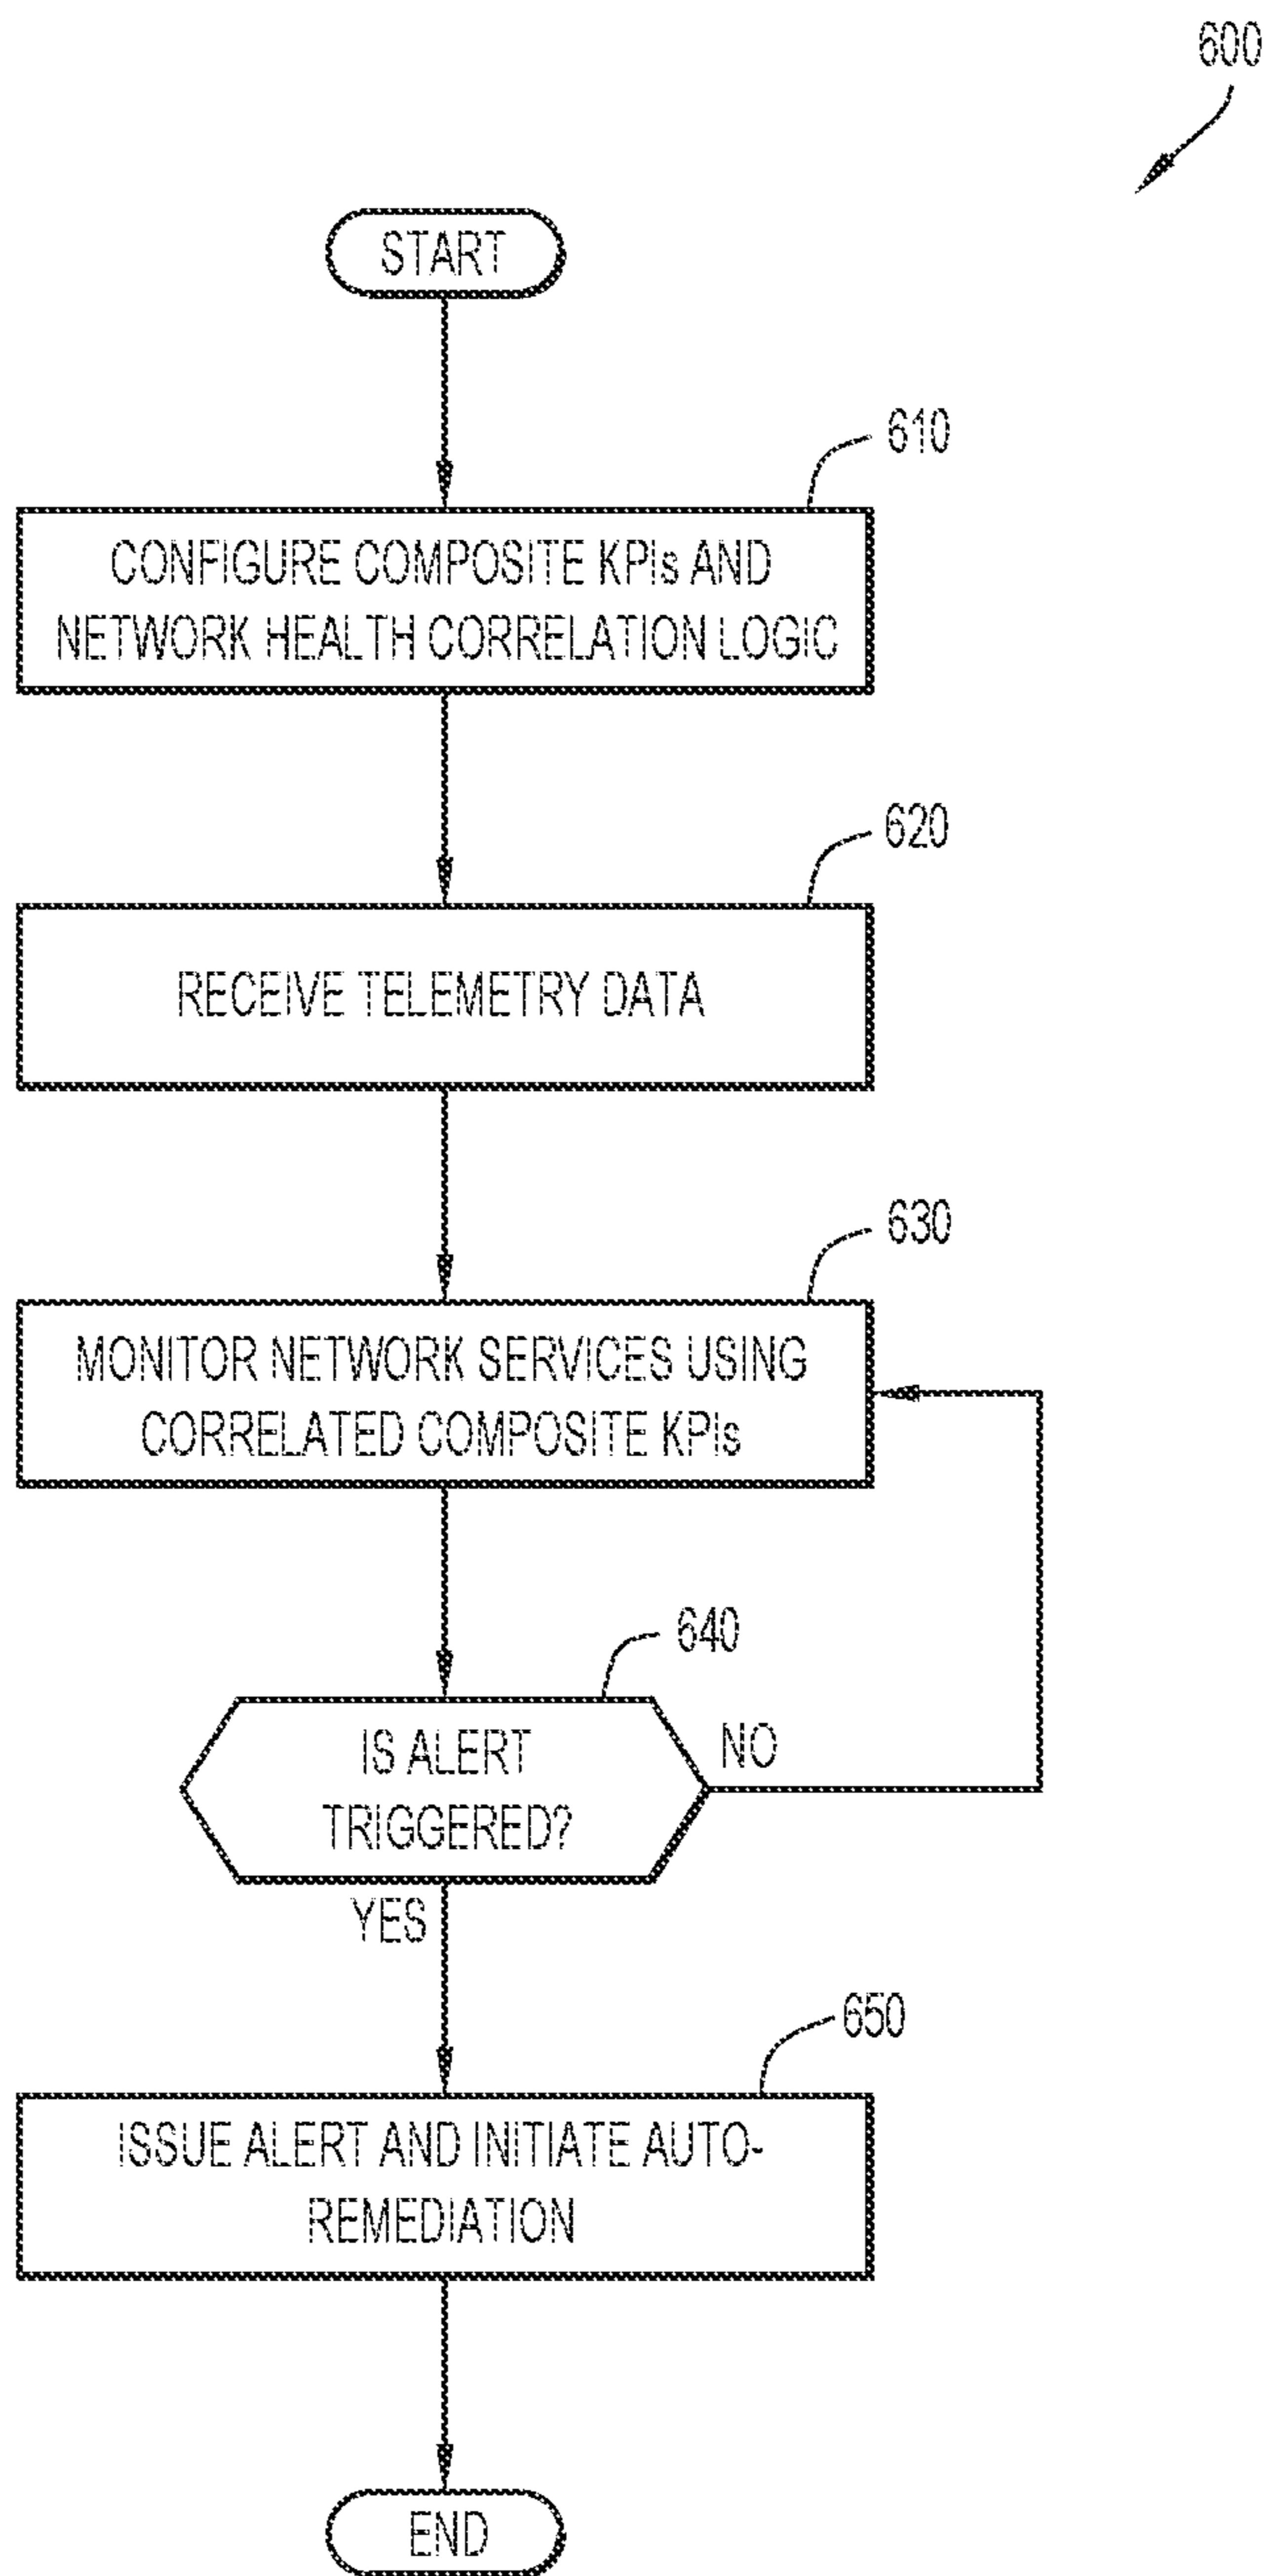 600
START
610
CONFIGURE COMPOSITE KPIs AND
NETWORK HEALTH CORRELATION LOGIC
620
RECEIVE TELEMETRY DATA
630
MONITOR NETWORK SERVICES USING
CORRELATED COMPOSITE KPIs
640
IS ALERT
TRIGGERED?
NO
YES
650
ISSUE ALERT AND INITIATE AUTO-
REMEDIATION
END